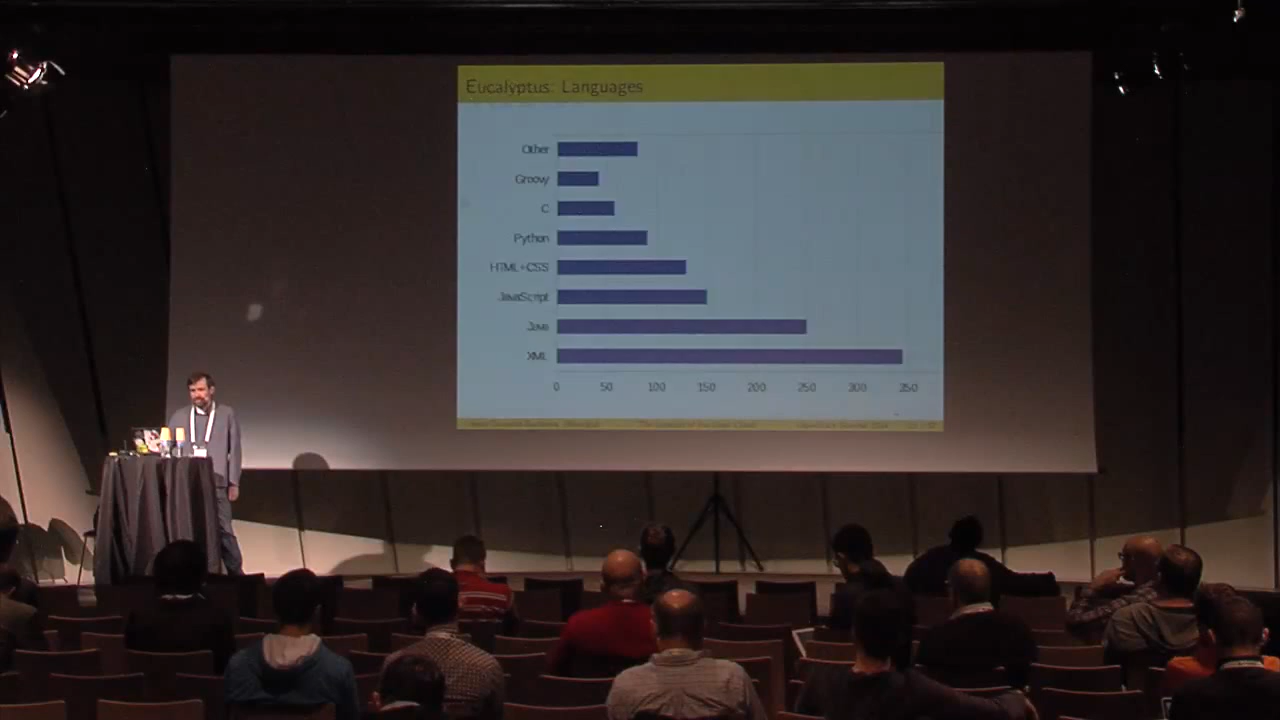 Eucalyptus: Languages
Other
Groovy
C
Python
HTML+CSS
JavaScript
Java
XML
0 50 100 150 200 250 300 350